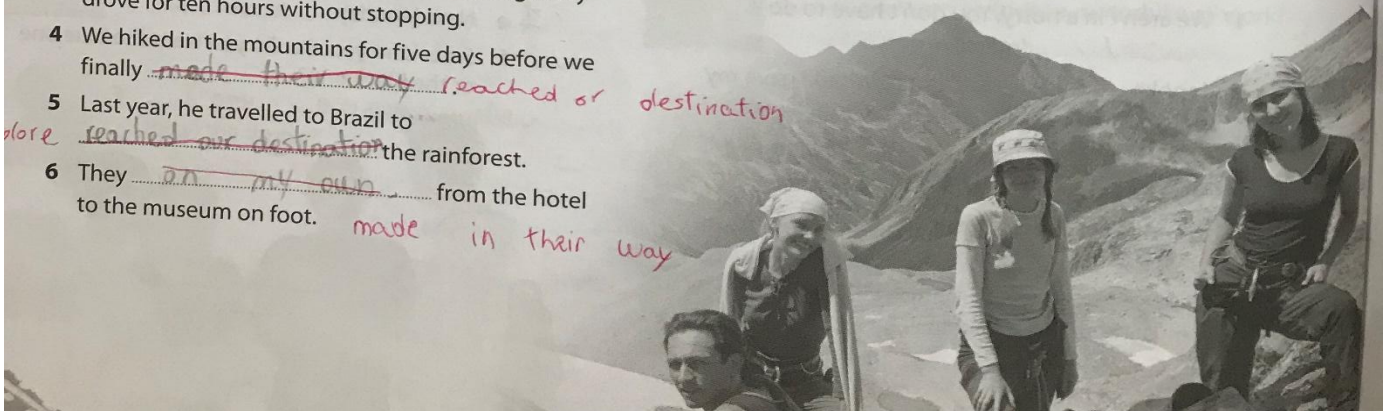 drove for ten hours without stopping.
4 We hiked in the mountains for five days before we
finally made their way reached or destination
5 Last year, he travelled to Brazil to
plore reached our destination the rainforest.
6 They on my own from the hotel
to the museum on foot. made in their way